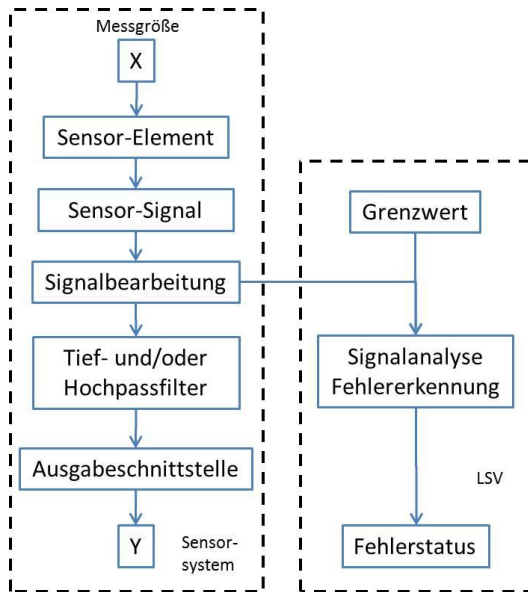 Messgröße
X
Sensor-Element
Sensor-Signal
Signalbearbeitung
Tief- und/oder
Hochpassfilter
Ausgabeschnittstelle
Y
Sensor-
system
Grenzwert
Signalanalyse
Fehlererkennung
LSV
Fehlerstatus